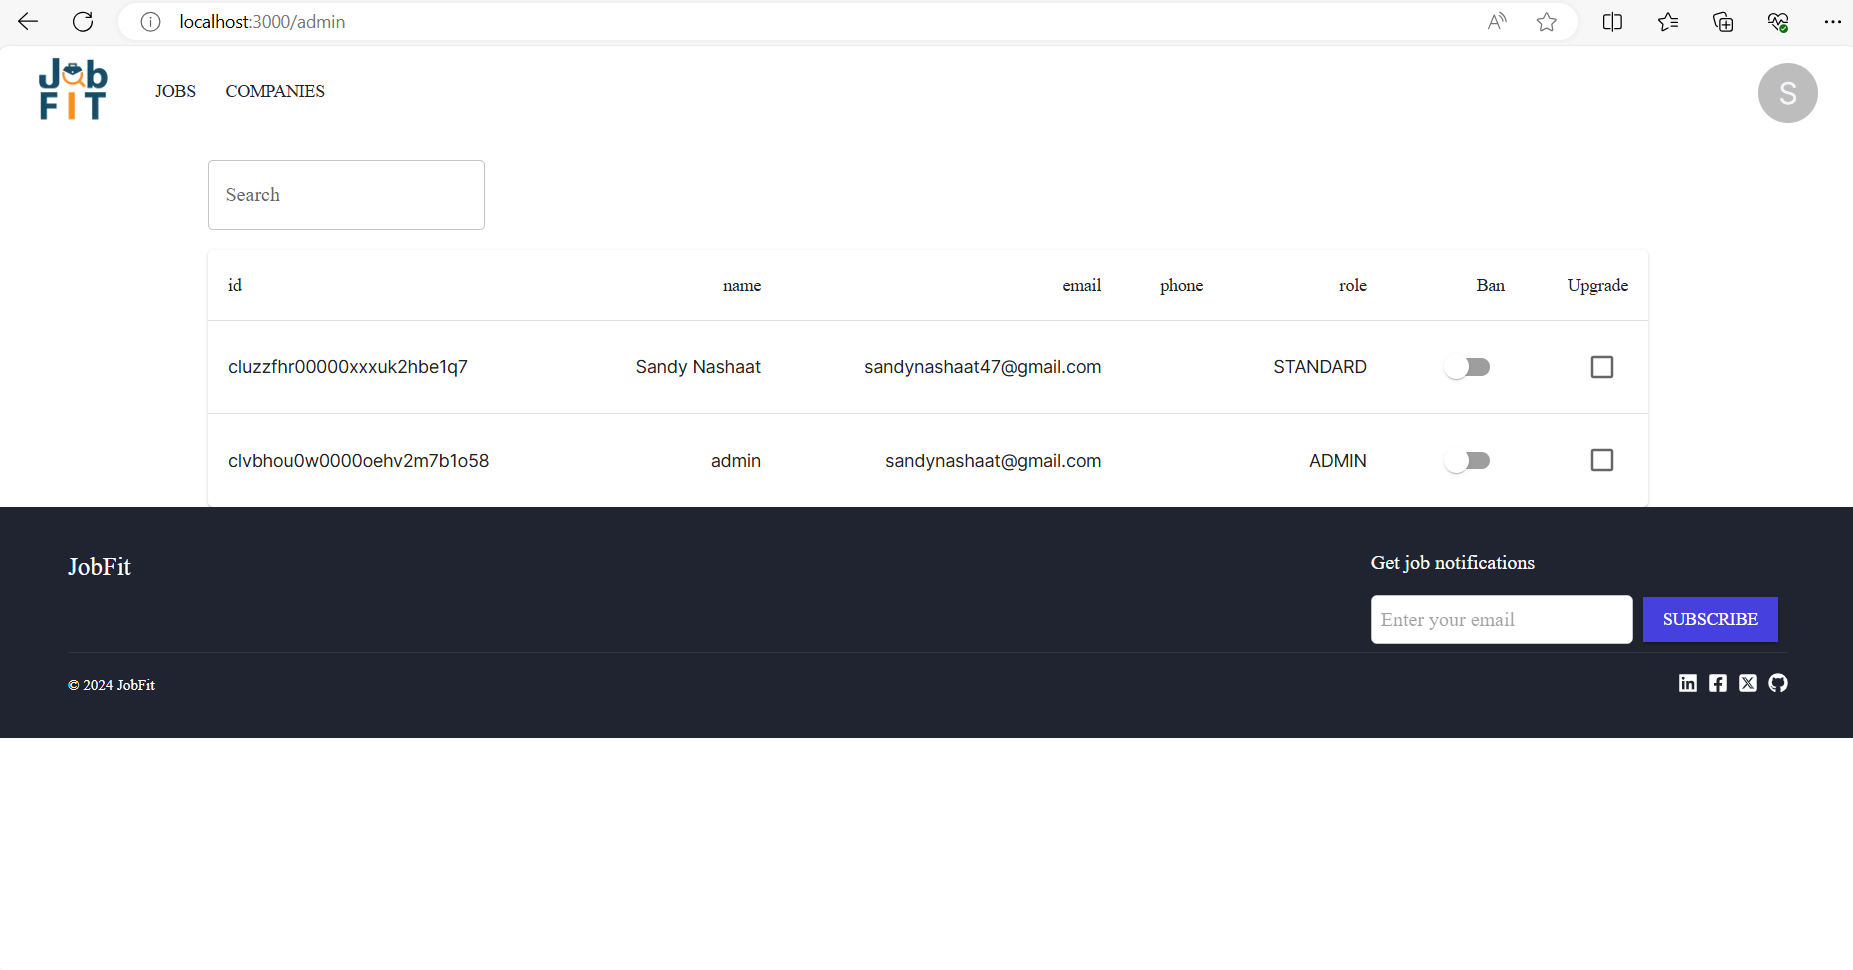 localhost:3000/admin
Job
FIT
JOBS COMPANIES
S
Search
id name email phone role Ban Upgrade
cluzzfhr00000xxxuk2hbe1q7 Sandy Nashaat sandynashaat47@gmail.com STANDARD
clvbhou0w0000oehv2m7b1o58 admin sandynashaat@gmail.com ADMIN
JobFit
Get job notifications
Enter your email SUBSCRIBE
© 2024 JobFit